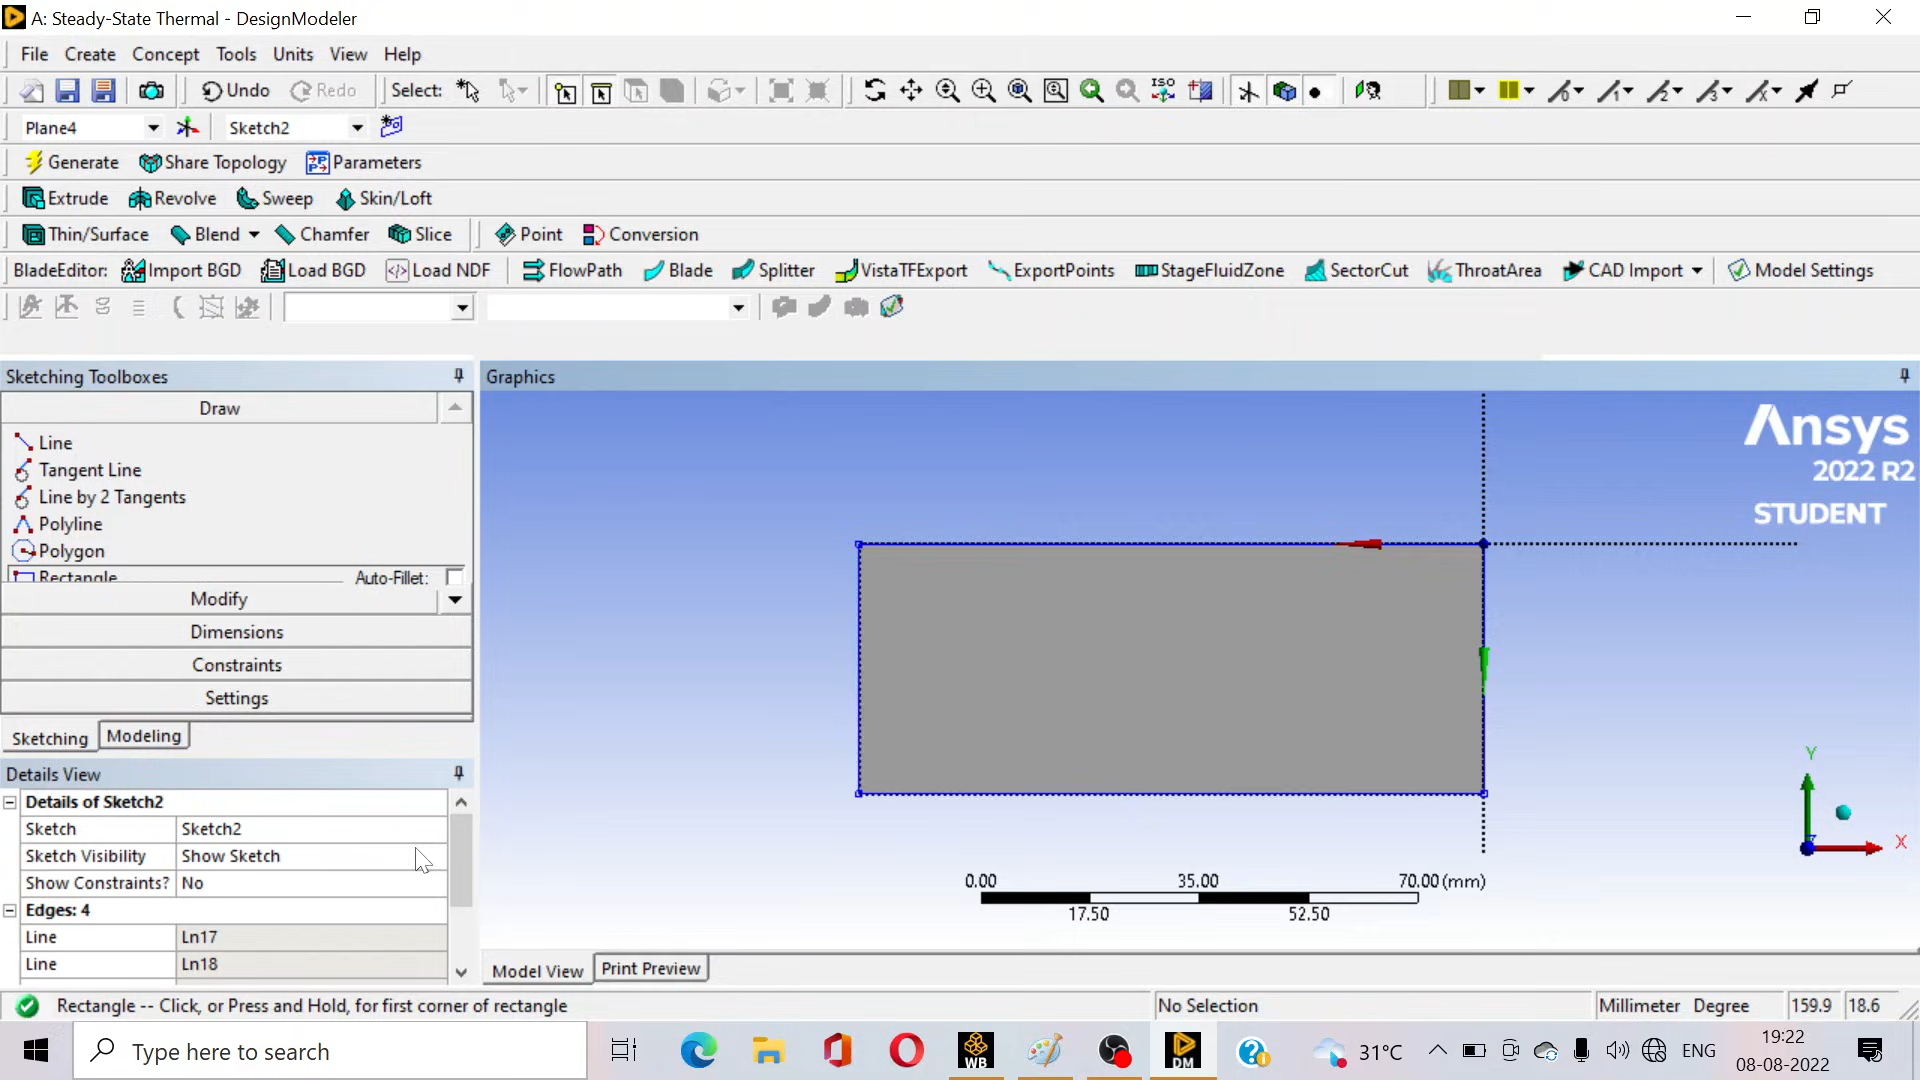 A: Steady-State Thermal - DesignModeler
File Create Concept Tools Units View Help
Undo Redo Select: ISO
Plane4 Sketch2
Generate Share Topology Parameters
Extrude Revolve Sweep Skin/Loft
Thin/Surface Blend Chamfer Slice Point Conversion
BladeEditor: Import BGD Load BGD Load NDF FlowPath Blade Splitter VistaTFExport ExportPoints StageFluidZone SectorCut ThroatArea CAD Import Model Settings
Sketching Toolboxes
Draw
Line
Tangent Line
Line by 2 Tangents
Polyline
Polygon
Rectangle Auto-Fillet:
Modify
Dimensions
Constraints
Settings
Sketching Modeling
Details View
Details of Sketch2
Sketch Sketch2
Sketch Visibility Show Sketch
Show Constraints? No
Edges: 4
Line Ln17
Line Ln18
Graphics
Ansys
2022 R2
STUDENT
Y
X
0.00 35.00 70.00 (mm)
17.50 52.50
Model View Print Preview
Rectangle -- Click, or Press and Hold, for first corner of rectangle No Selection Millimeter Degree 159.9 18.6
Type here to search WB DM 31°C ENG 19:22
08-08-2022